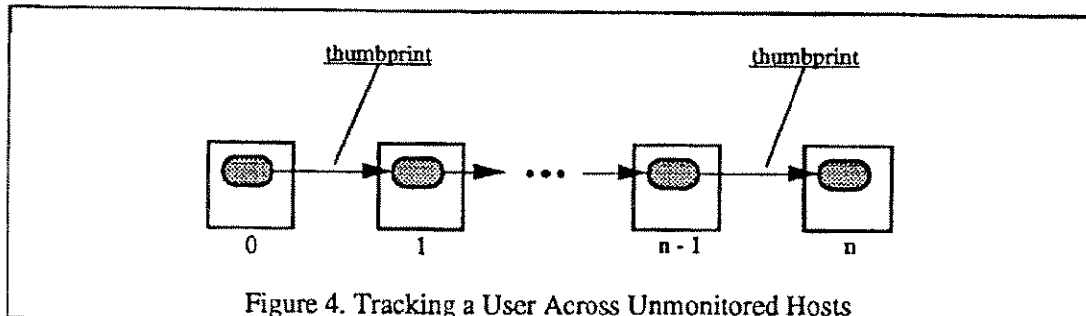 thumbprint thumbprint
•••
0 1 n - 1 n
Figure 4. Tracking a User Across Unmonitored Hosts